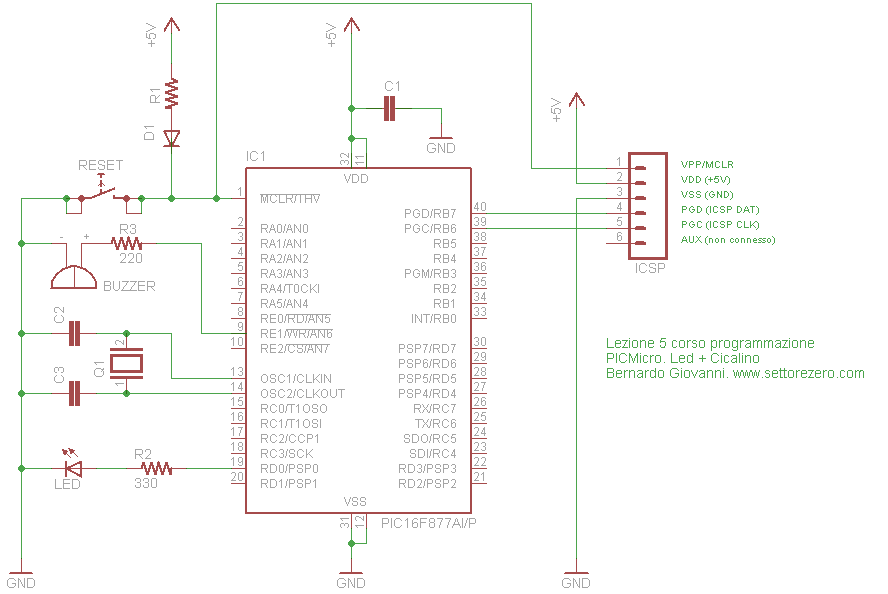 +5V
R1
D1
RESET
+5V
C1
GND
IC1
32
11
VDD
+5V
1
MCLR/THV
2
RA0/AN0
3
RA1/AN1
4
RA2/AN2
5
RA3/AN3
6
RA4/T0CKI
7
RA5/AN4
8
RE0/RD/AN5
9
RE1/WR/AN6
10
RE2/CS/AN7
13
OSC1/CLKIN
14
OSC2/CLKOUT
15
RC0/T1OSO
16
RC1/T1OSI
17
RC2/CCP1
18
RC3/SCK
19
RD0/PSP0
20
RD1/PSP1
40
PGD/RB7
39
PGC/RB6
38
RB5
37
RB4
36
PGM/RB3
35
RB2
34
RB1
33
INT/RB0
30
PSP7/RD7
29
PSP6/RD6
28
PSP5/RD5
27
PSP4/RD4
26
RX/RC7
25
TX/RC6
24
SDO/RC5
23
SDI/RC4
22
RD3/PSP3
21
RD2/PSP2
VSS
31
12
PIC16F877AI/P
- +
R3
220
BUZZER
C2
C3
Q1
2
1
LED
R2
330
1 VPP/MCLR
2 VDD (+5V)
3 VSS (GND)
4 PGD (ICSP DAT)
5 PGC (ICSP CLK)
6 AUX (non connesso)
ICSP
Lezione 5 corso programmazione
PICMicro. Led + Cicalino
Bernardo Giovanni. www.settorezero.com
GND
GND
GND